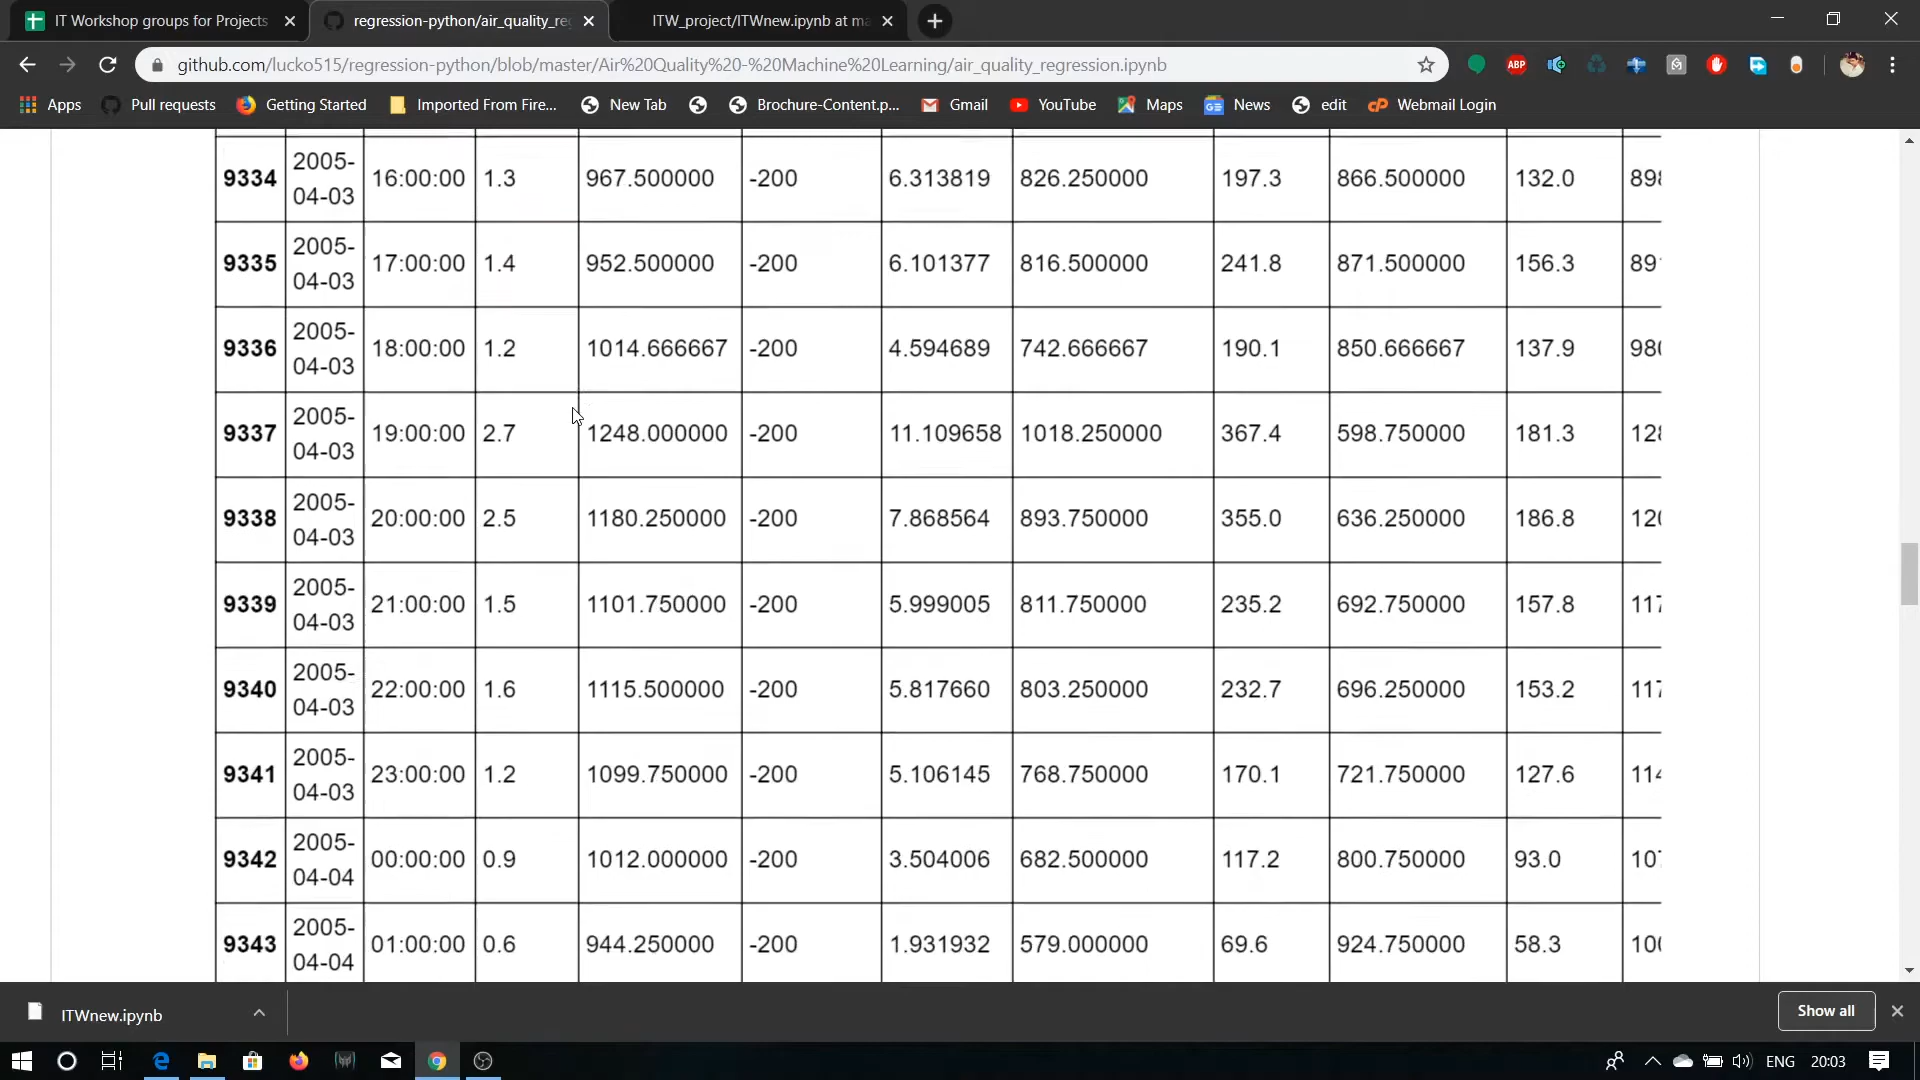 IT Workshop groups for Projects
regression-python/air_quality_re
ITW_project/ITWnew.ipynb at ma
github.com/lucko515/regression-python/blob/master/Air%20Quality%20-%20Machine%20Learning/air_quality_regression.ipynb
ABP
Apps Pull requests Getting Started Imported From Fire... New Tab Brochure-Content.p... Gmail YouTube Maps News edit Webmail Login
9334 2005-04-03 16:00:00 1.3 967.500000 -200 6.313819 826.250000 197.3 866.500000 132.0 898
9335 2005-04-03 17:00:00 1.4 952.500000 -200 6.101377 816.500000 241.8 871.500000 156.3 891
9336 2005-04-03 18:00:00 1.2 1014.666667 -200 4.594689 742.666667 190.1 850.666667 137.9 980
9337 2005-04-03 19:00:00 2.7 1248.000000 -200 11.109658 1018.250000 367.4 598.750000 181.3 128
9338 2005-04-03 20:00:00 2.5 1180.250000 -200 7.868564 893.750000 355.0 636.250000 186.8 120
9339 2005-04-03 21:00:00 1.5 1101.750000 -200 5.999005 811.750000 235.2 692.750000 157.8 117
9340 2005-04-03 22:00:00 1.6 1115.500000 -200 5.817660 803.250000 232.7 696.250000 153.2 117
9341 2005-04-03 23:00:00 1.2 1099.750000 -200 5.106145 768.750000 170.1 721.750000 127.6 114
9342 2005-04-04 00:00:00 0.9 1012.000000 -200 3.504006 682.500000 117.2 800.750000 93.0 107
9343 2005-04-04 01:00:00 0.6 944.250000 -200 1.931932 579.000000 69.6 924.750000 58.3 100
ITWnew.ipynb
Show all
ENG 20:03